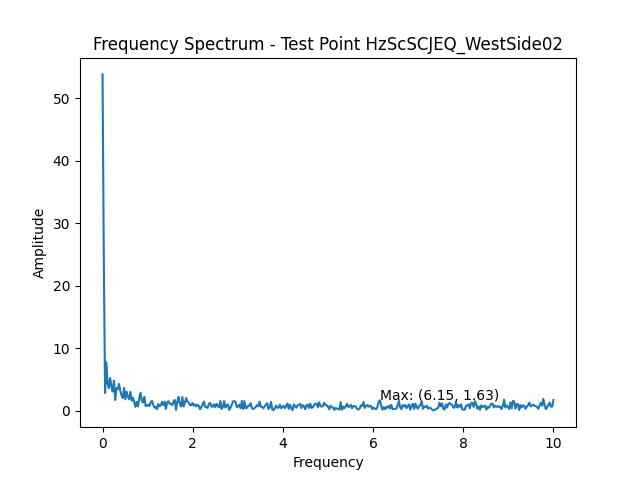 Frequency Spectrum - Test Point HzScSCJEQ_WestSide02
50
40
30
20
10
0
Amplitude
Max: (6.15, 1.63)
0 2 4 6 8 10
Frequency